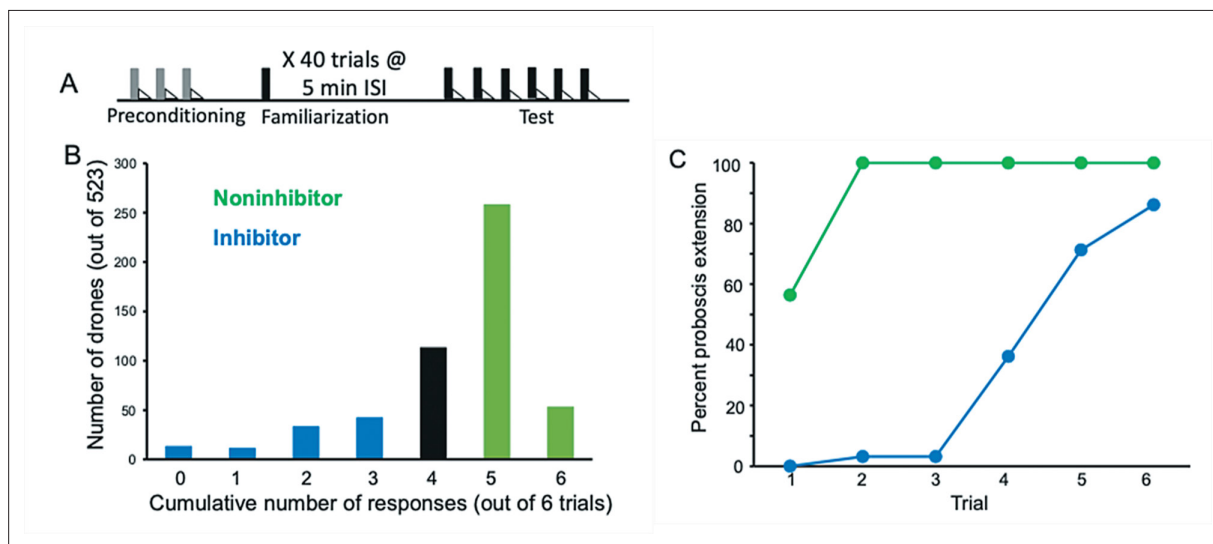 A
X 40 trials @
5 min ISI
Preconditioning Familiarization Test
B
Number of drones (out of 523)
300
250
200
150
100
50
0
Noninhibitor
Inhibitor
0 1 2 3 4 5 6
Cumulative number of responses (out of 6 trials)
C
Percent proboscis extension
100
80
60
40
20
0
1 2 3 4 5 6
Trial